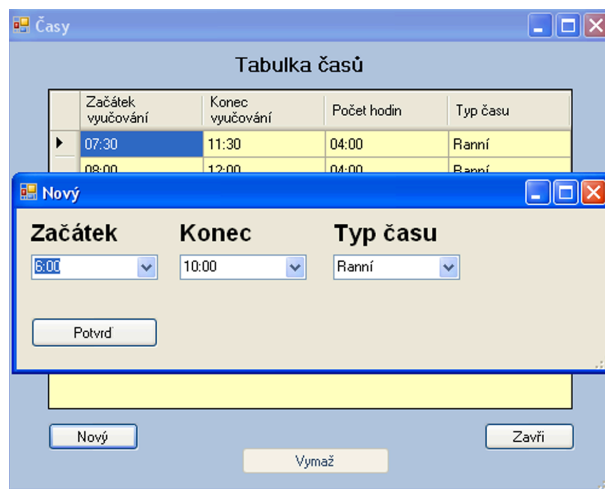 Časy
Tabulka časů
Začátek vyučování Konec vyučování Počet hodin Typ času
07:30 11:30 04:00 Ranní
08:00 12:00 04:00 Ranní
Nový
Začátek Konec Typ času
6:00 10:00 Ranní
Potvrď
Nový Zavři
Vymaž